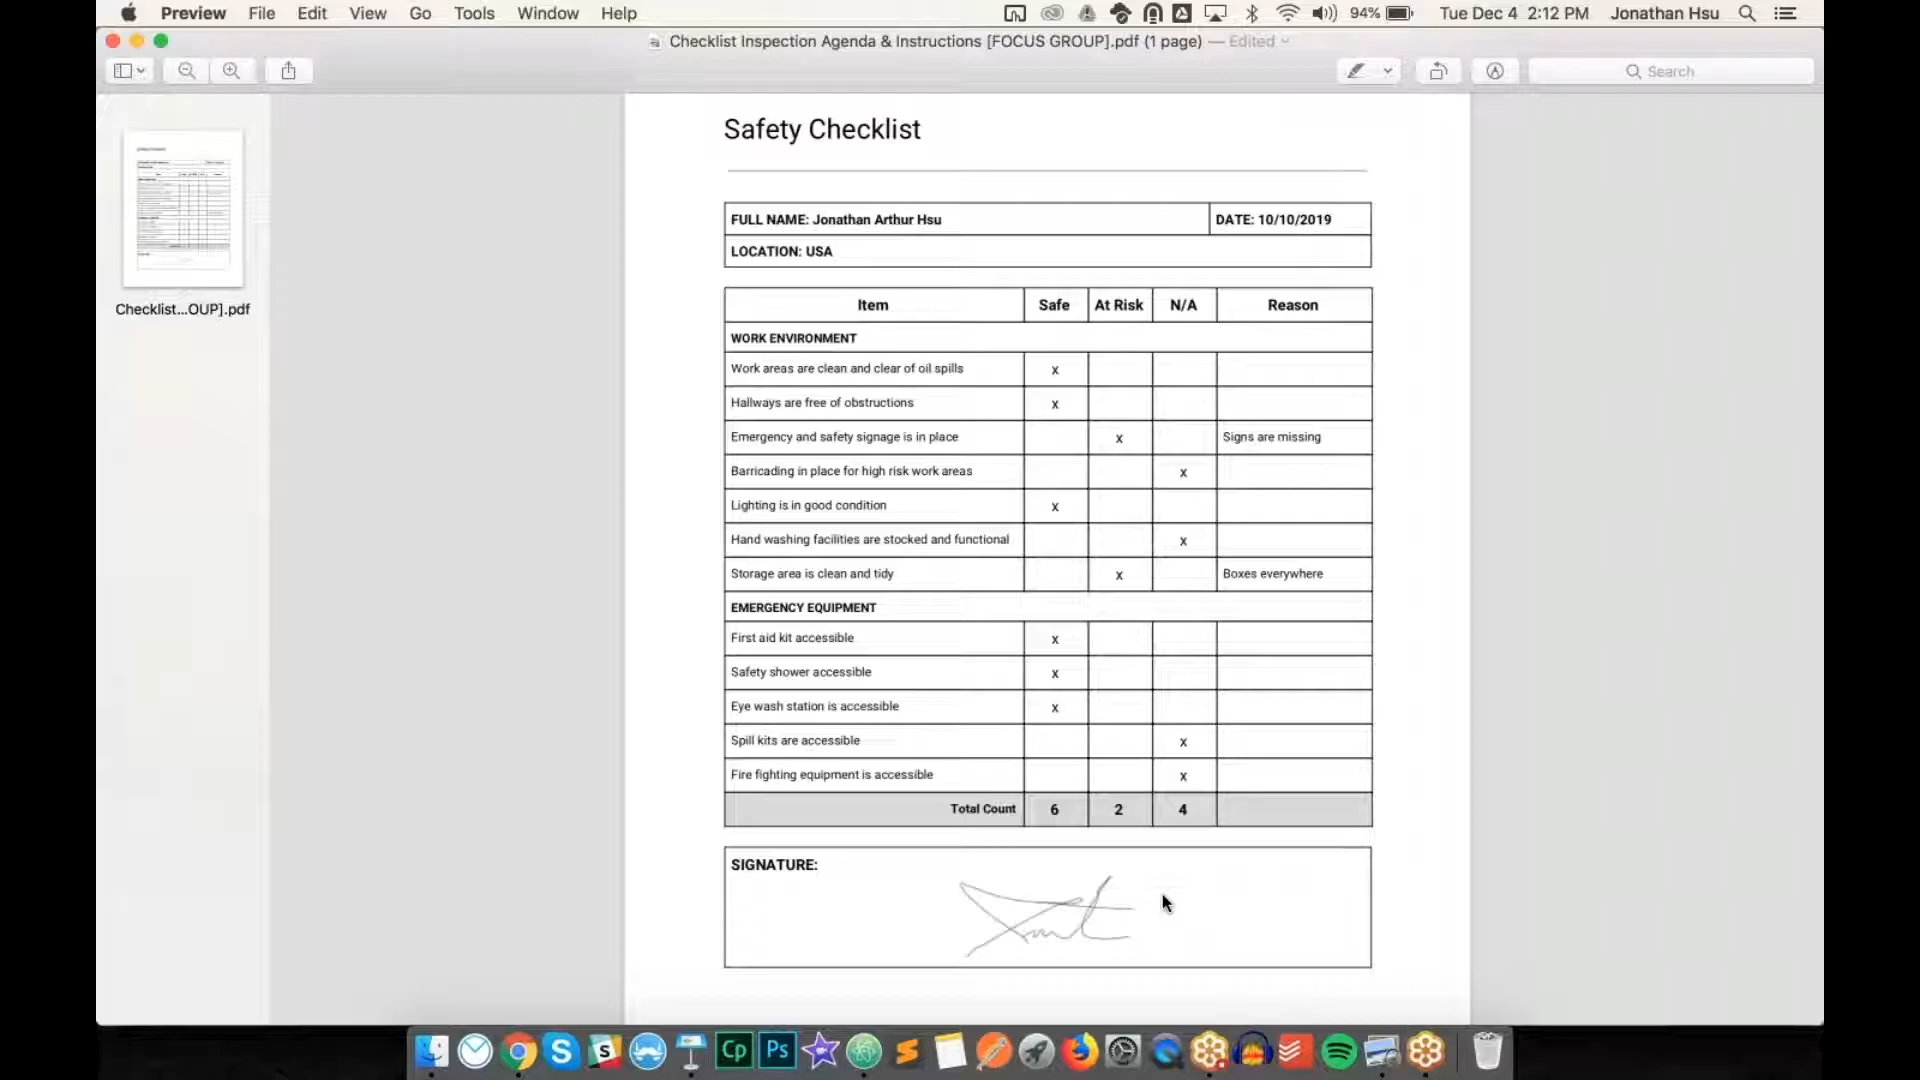 Preview File Edit View Go Tools Window Help 94% Tue Dec 4 2:12 PM Jonathan Hsu
Checklist Inspection Agenda & Instructions [FOCUS GROUP].pdf (1 page) — Edited
Search
Checklist...OUP].pdf
Safety Checklist
FULL NAME: Jonathan Arthur Hsu DATE: 10/10/2019
LOCATION: USA
Item Safe At Risk N/A Reason
WORK ENVIRONMENT
Work areas are clean and clear of oil spills x
Hallways are free of obstructions x
Emergency and safety signage is in place x Signs are missing
Barricading in place for high risk work areas x
Lighting is in good condition x
Hand washing facilities are stocked and functional x
Storage area is clean and tidy x Boxes everywhere
EMERGENCY EQUIPMENT
First aid kit accessible x
Safety shower accessible x
Eye wash station is accessible x
Spill kits are accessible x
Fire fighting equipment is accessible x
Total Count 6 2 4
SIGNATURE:
S S Cp Ps S